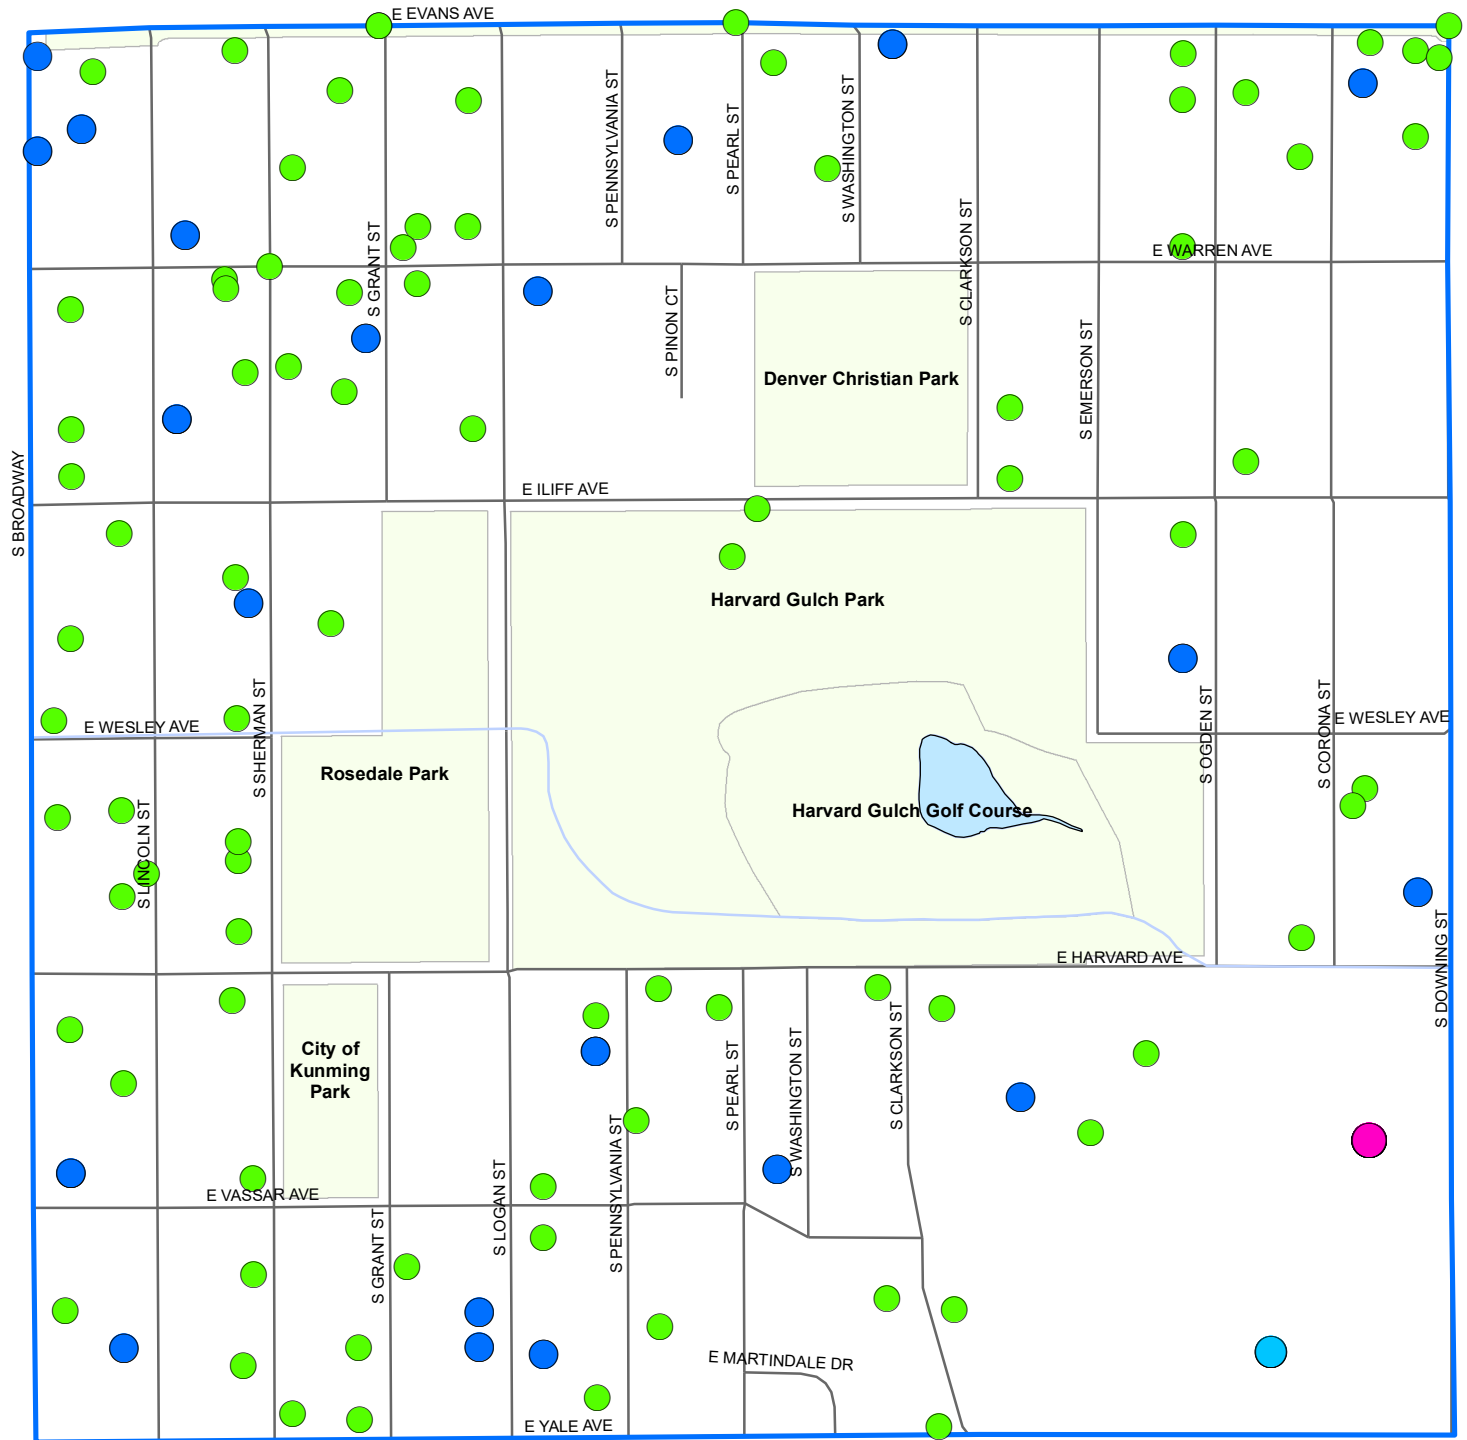 E EVANS AVE
S PENNSYLVANIA ST
S PEARL ST
S WASHINGTON ST
S GRANT ST
S CLARKSON ST
E WARREN AVE
S PINON CT
S EMERSON ST
Denver Christian Park
S BROADWAY
E ILIFF AVE
Harvard Gulch Park
E WESLEY AVE
S SHERMAN ST
S OGDEN ST
S CORONA ST
E WESLEY AVE
Rosedale Park
Harvard Gulch Golf Course
S LINCOLN ST
E HARVARD AVE
S DOWNING ST
City of
Kunming
Park
S PEARL ST
S WASHINGTON ST
S CLARKSON ST
E VASSAR AVE
S GRANT ST
S LOGAN ST
S PENNSYLVANIA ST
E MARTINDALE DR
E YALE AVE